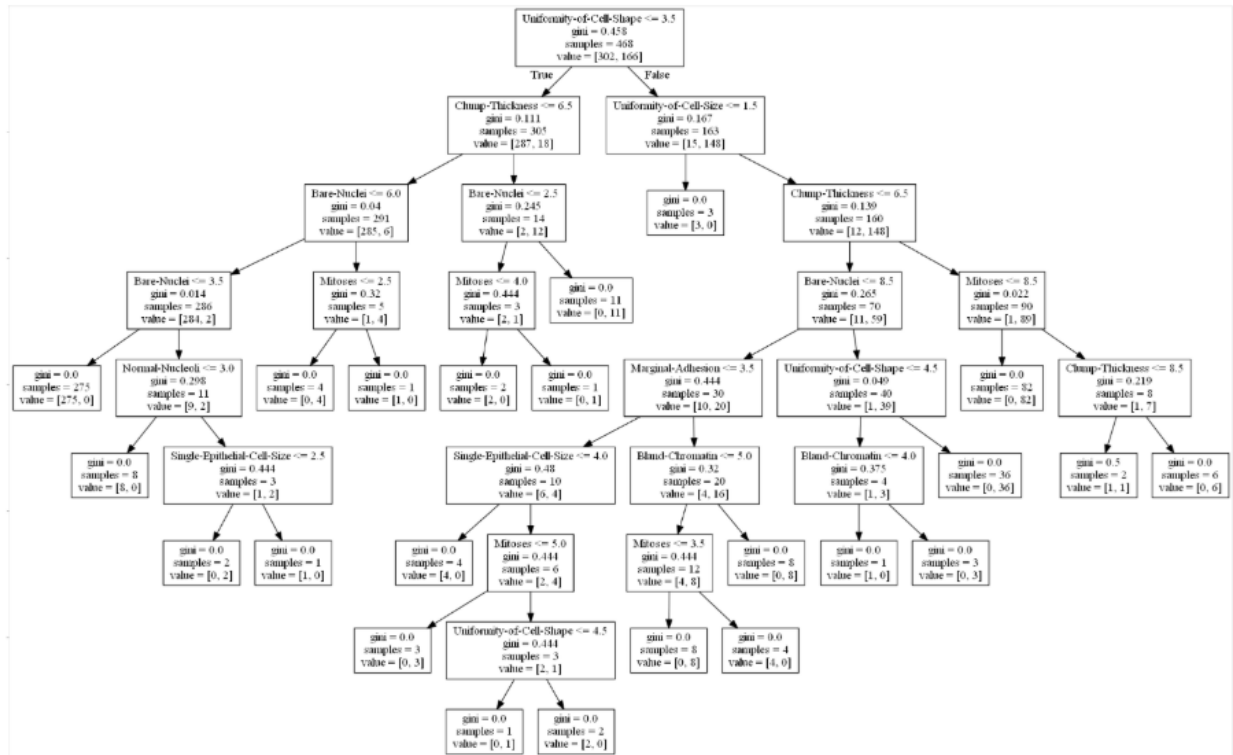 Uniformity-of-Cell-Shape <= 3.5
gini = 0.458
samples = 468
value = [302, 166]
True
False
Clump-Thickness <= 6.5
gini = 0.111
samples = 305
value = [287, 18]
Uniformity-of-Cell-Size <= 1.5
gini = 0.167
samples = 163
value = [15, 148]
Bare-Nuclei <= 6.0
gini = 0.04
samples = 291
value = [285, 6]
Bare-Nuclei <= 2.5
gini = 0.245
samples = 14
value = [2, 12]
gini = 0.0
samples = 3
value = [3, 0]
Clump-Thickness <= 6.5
gini = 0.139
samples = 160
value = [12, 148]
Bare-Nuclei <= 3.5
gini = 0.014
samples = 286
value = [284, 2]
Mitoses <= 2.5
gini = 0.32
samples = 5
value = [1, 4]
Mitoses <= 4.0
gini = 0.444
samples = 3
value = [2, 1]
gini = 0.0
samples = 11
value = [0, 11]
Bare-Nuclei <= 8.5
gini = 0.265
samples = 70
value = [11, 59]
Mitoses <= 8.5
gini = 0.022
samples = 90
value = [1, 89]
gini = 0.0
samples = 275
value = [275, 0]
Normal-Nucleoli <= 3.0
gini = 0.298
samples = 11
value = [9, 2]
gini = 0.0
samples = 4
value = [0, 4]
gini = 0.0
samples = 1
value = [1, 0]
gini = 0.0
samples = 2
value = [2, 0]
gini = 0.0
samples = 1
value = [0, 1]
Marginal-Adhesion <= 3.5
gini = 0.444
samples = 30
value = [10, 20]
Uniformity-of-Cell-Shape <= 4.5
gini = 0.049
samples = 40
value = [1, 39]
gini = 0.0
samples = 82
value = [0, 82]
Clump-Thickness <= 8.5
gini = 0.219
samples = 8
value = [1, 7]
gini = 0.0
samples = 8
value = [8, 0]
Single-Epithelial-Cell-Size <= 2.5
gini = 0.444
samples = 3
value = [1, 2]
Single-Epithelial-Cell-Size <= 4.0
gini = 0.48
samples = 10
value = [6, 4]
Bland-Chromatin <= 5.0
gini = 0.32
samples = 20
value = [4, 16]
Bland-Chromatin <= 4.0
gini = 0.375
samples = 4
value = [1, 3]
gini = 0.0
samples = 36
value = [0, 36]
gini = 0.5
samples = 2
value = [1, 1]
gini = 0.0
samples = 6
value = [0, 6]
gini = 0.0
samples = 2
value = [0, 2]
gini = 0.0
samples = 1
value = [1, 0]
gini = 0.0
samples = 4
value = [4, 0]
Mitoses <= 5.0
gini = 0.444
samples = 6
value = [2, 4]
Mitoses <= 3.5
gini = 0.444
samples = 12
value = [4, 8]
gini = 0.0
samples = 8
value = [0, 8]
gini = 0.0
samples = 1
value = [1, 0]
gini = 0.0
samples = 3
value = [0, 3]
gini = 0.0
samples = 3
value = [0, 3]
Uniformity-of-Cell-Shape <= 4.5
gini = 0.444
samples = 3
value = [2, 1]
gini = 0.0
samples = 8
value = [0, 8]
gini = 0.0
samples = 4
value = [4, 0]
gini = 0.0
samples = 1
value = [0, 1]
gini = 0.0
samples = 2
value = [2, 0]